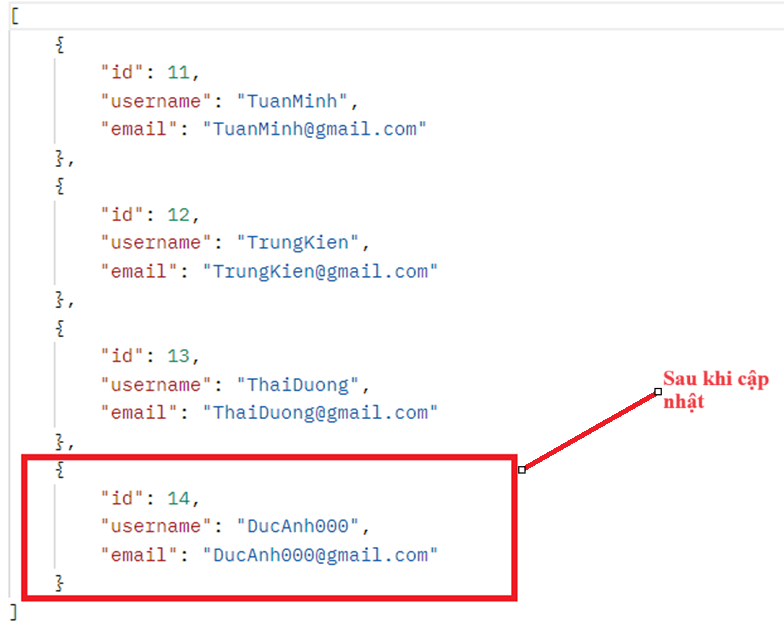 [
{
"id": 11,
"username": "TuanMinh",
"email": "TuanMinh@gmail.com"
},
{
"id": 12,
"username": "TrungKien",
"email": "TrungKien@gmail.com"
},
{
"id": 13,
"username": "ThaiDuong",
"email": "ThaiDuong@gmail.com"
},
{
"id": 14,
"username": "DucAnh000",
"email": "DucAnh000@gmail.com"
}
]
Sau khi cập
nhật